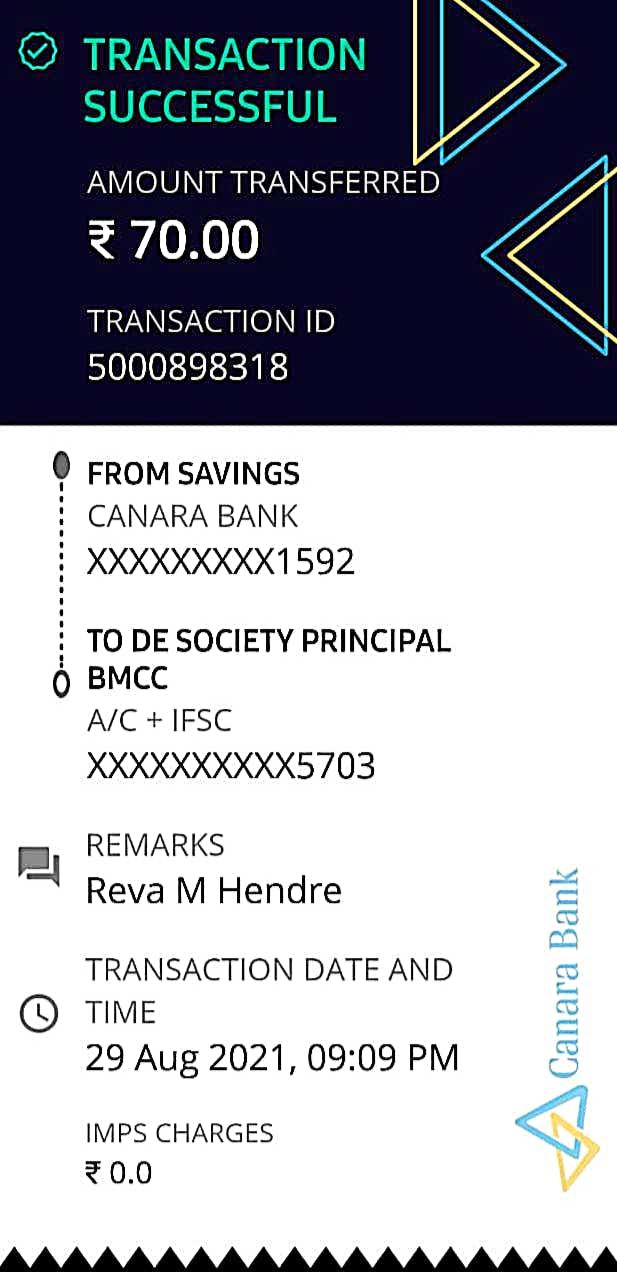 TRANSACTION
SUCCESSFUL
AMOUNT TRANSFERRED
₹ 70.00
TRANSACTION ID
5000898318
FROM SAVINGS
CANARA BANK
XXXXXXXXX1592
TO DE SOCIETY PRINCIPAL
BMCC
A/C + IFSC
XXXXXXXXXX5703
REMARKS
Reva M Hendre
TRANSACTION DATE AND
TIME
29 Aug 2021, 09:09 PM
IMPS CHARGES
₹ 0.0
Canara Bank